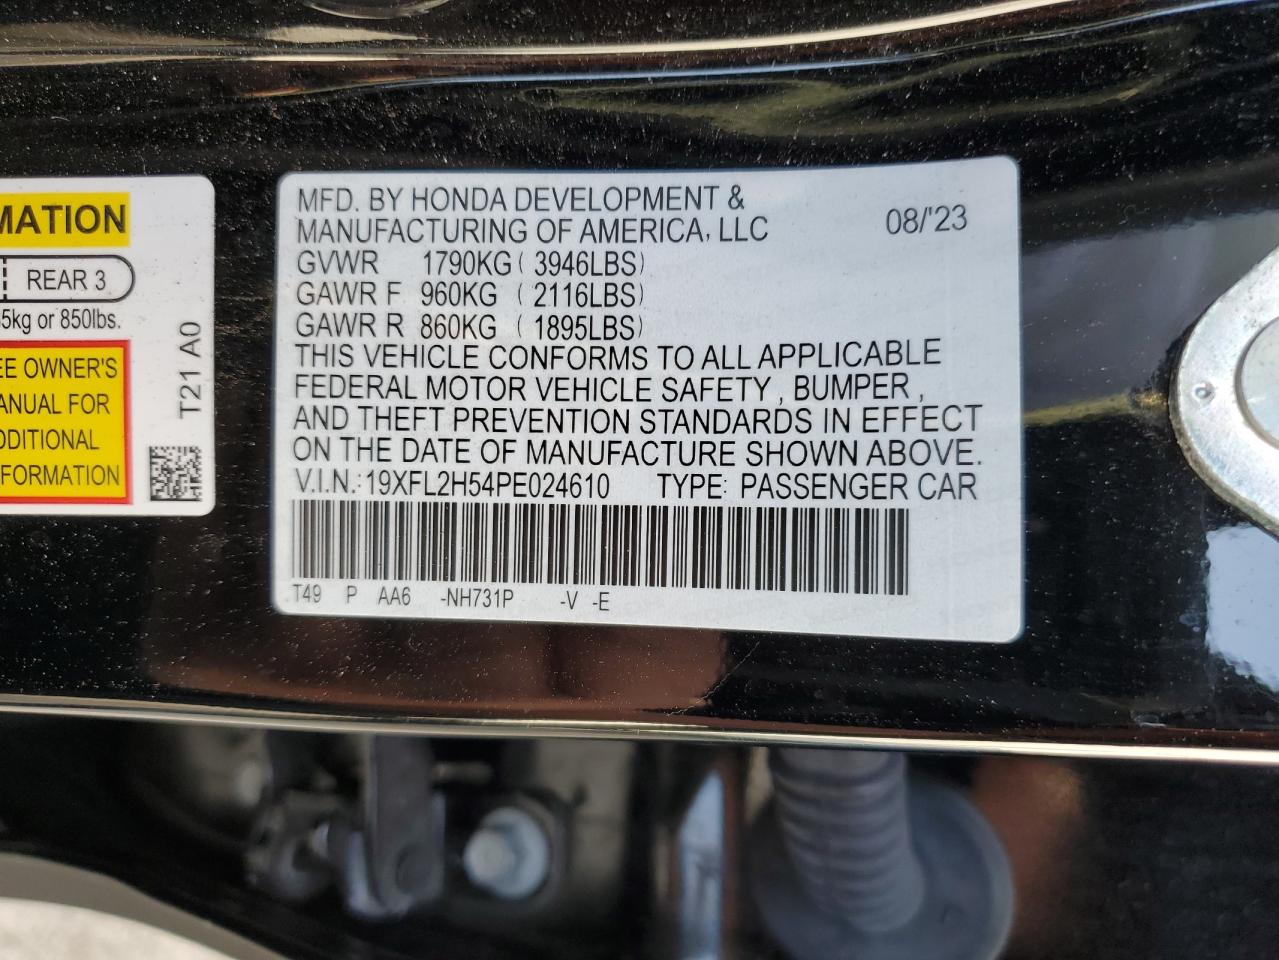 MATION
REAR 3
5kg or 850lbs.
EE OWNER'S
ANUAL FOR
DDITIONAL
FORMATION
T21 A0
MFD. BY HONDA DEVELOPMENT &
MANUFACTURING OF AMERICA, LLC 08/'23
GVWR 1790KG ( 3946LBS)
GAWR F 960KG ( 2116LBS)
GAWR R 860KG ( 1895LBS)
THIS VEHICLE CONFORMS TO ALL APPLICABLE
FEDERAL MOTOR VEHICLE SAFETY , BUMPER ,
AND THEFT PREVENTION STANDARDS IN EFFECT
ON THE DATE OF MANUFACTURE SHOWN ABOVE.
V.I.N.: 19XFL2H54PE024610 TYPE: PASSENGER CAR
T49 P AA6 -NH731P -V -E